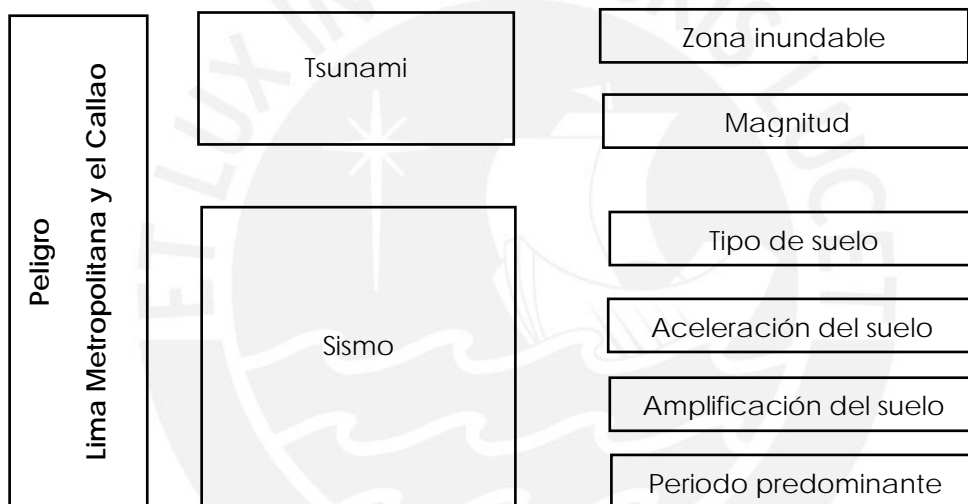 Peligro
Lima Metropolitana y el Callao
Tsunami
Zona inundable
Magnitud
Sismo
Tipo de suelo
Aceleración del suelo
Amplificación del suelo
Periodo predominante